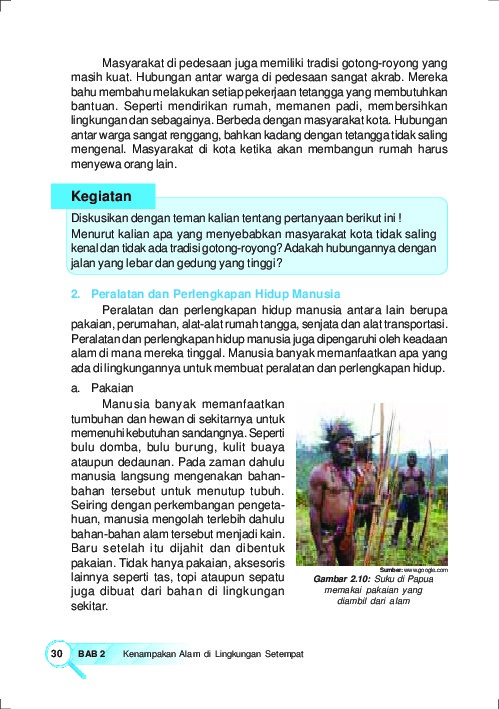 Masyarakat di pedesaan juga memiliki tradisi gotong-royong yang
masih kuat. Hubungan antar warga di pedesaan sangat akrab. Mereka
bahu membahu melakukan setiap pekerjaan tetangga yang membutuhkan
bantuan. Seperti mendirikan rumah, memanen padi, membersihkan
lingkungan dan sebagainya. Berbeda dengan masyarakat kota. Hubungan
antar warga sangat renggang, bahkan kadang dengan tetangga tidak saling
mengenal. Masyarakat di kota ketika akan membangun rumah harus
menyewa orang lain.
Kegiatan
Diskusikan dengan teman kalian tentang pertanyaan berikut ini !
Menurut kalian apa yang menyebabkan masyarakat kota tidak saling
kenal dan tidak ada tradisi gotong-royong? Adakah hubungannya dengan
jalan yang lebar dan gedung yang tinggi?
2. Peralatan dan Perlengkapan Hidup Manusia
Peralatan dan perlengkapan hidup manusia antara lain berupa
pakaian, perumahan, alat-alat rumah tangga, senjata dan alat transportasi.
Peralatan dan perlengkapan hidup manusia juga dipengaruhi oleh keadaan
alam di mana mereka tinggal. Manusia banyak memanfaatkan apa yang
ada di lingkungannya untuk membuat peralatan dan perlengkapan hidup.
a. Pakaian
Manusia banyak memanfaatkan
tumbuhan dan hewan di sekitarnya untuk
memenuhi kebutuhan sandangnya. Seperti
bulu domba, bulu burung, kulit buaya
ataupun dedaunan. Pada zaman dahulu
manusia langsung mengenakan bahan-
bahan tersebut untuk menutup tubuh.
Seiring dengan perkembangan pengeta-
huan, manusia mengolah terlebih dahulu
bahan-bahan alam tersebut menjadi kain.
Baru setelah itu dijahit dan dibentuk
pakaian. Tidak hanya pakaian, aksesoris
lainnya seperti tas, topi ataupun sepatu
juga dibuat dari bahan di lingkungan
sekitar.
Sumber: www.google.com
Gambar 2.10: Suku di Papua
memakai pakaian yang
diambil dari alam
30 BAB 2 Kenampakan Alam di Lingkungan Setempat